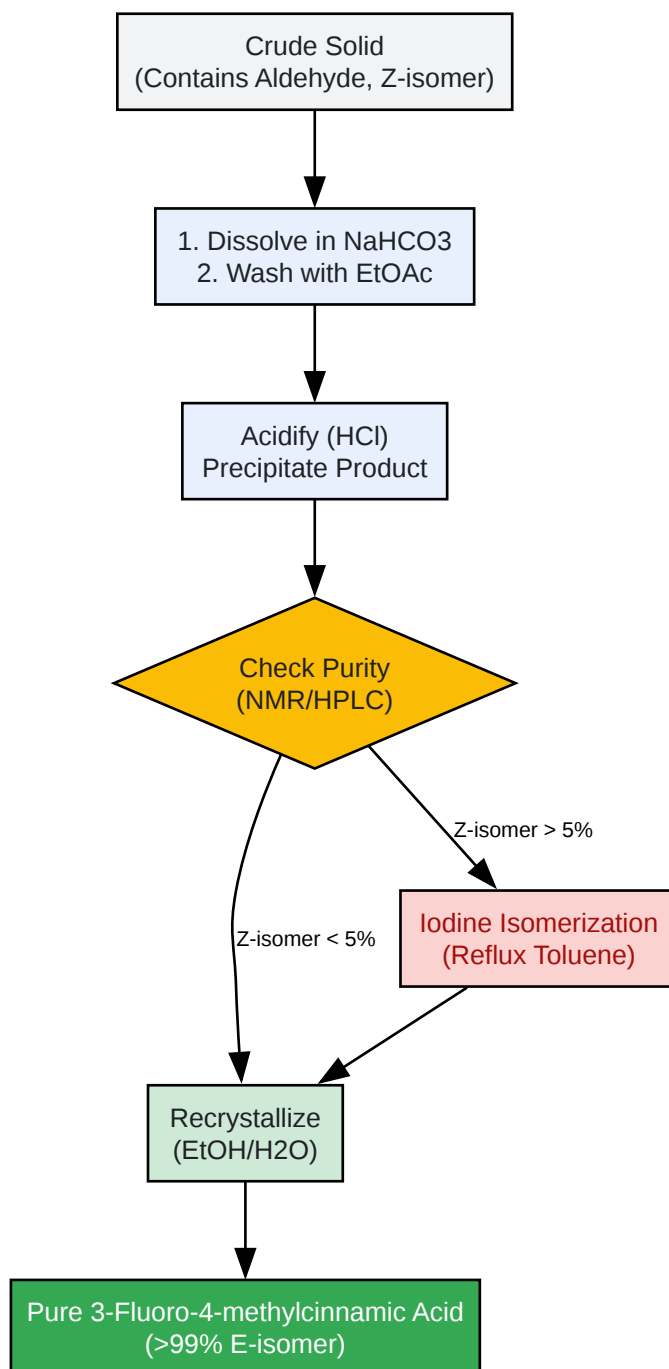 Crude Solid
(Contains Aldehyde, Z-isomer)
1. Dissolve in NaHCO3
2. Wash with EtOAc
Acidify (HCl)
Precipitate Product
Check Purity
(NMR/HPLC)
Z-isomer > 5%
Iodine Isomerization
(Reflux Toluene)
Z-isomer < 5%
Recrystallize
(EtOH/H2O)
Pure 3-Fluoro-4-methylcinnamic Acid
(>99% E-isomer)